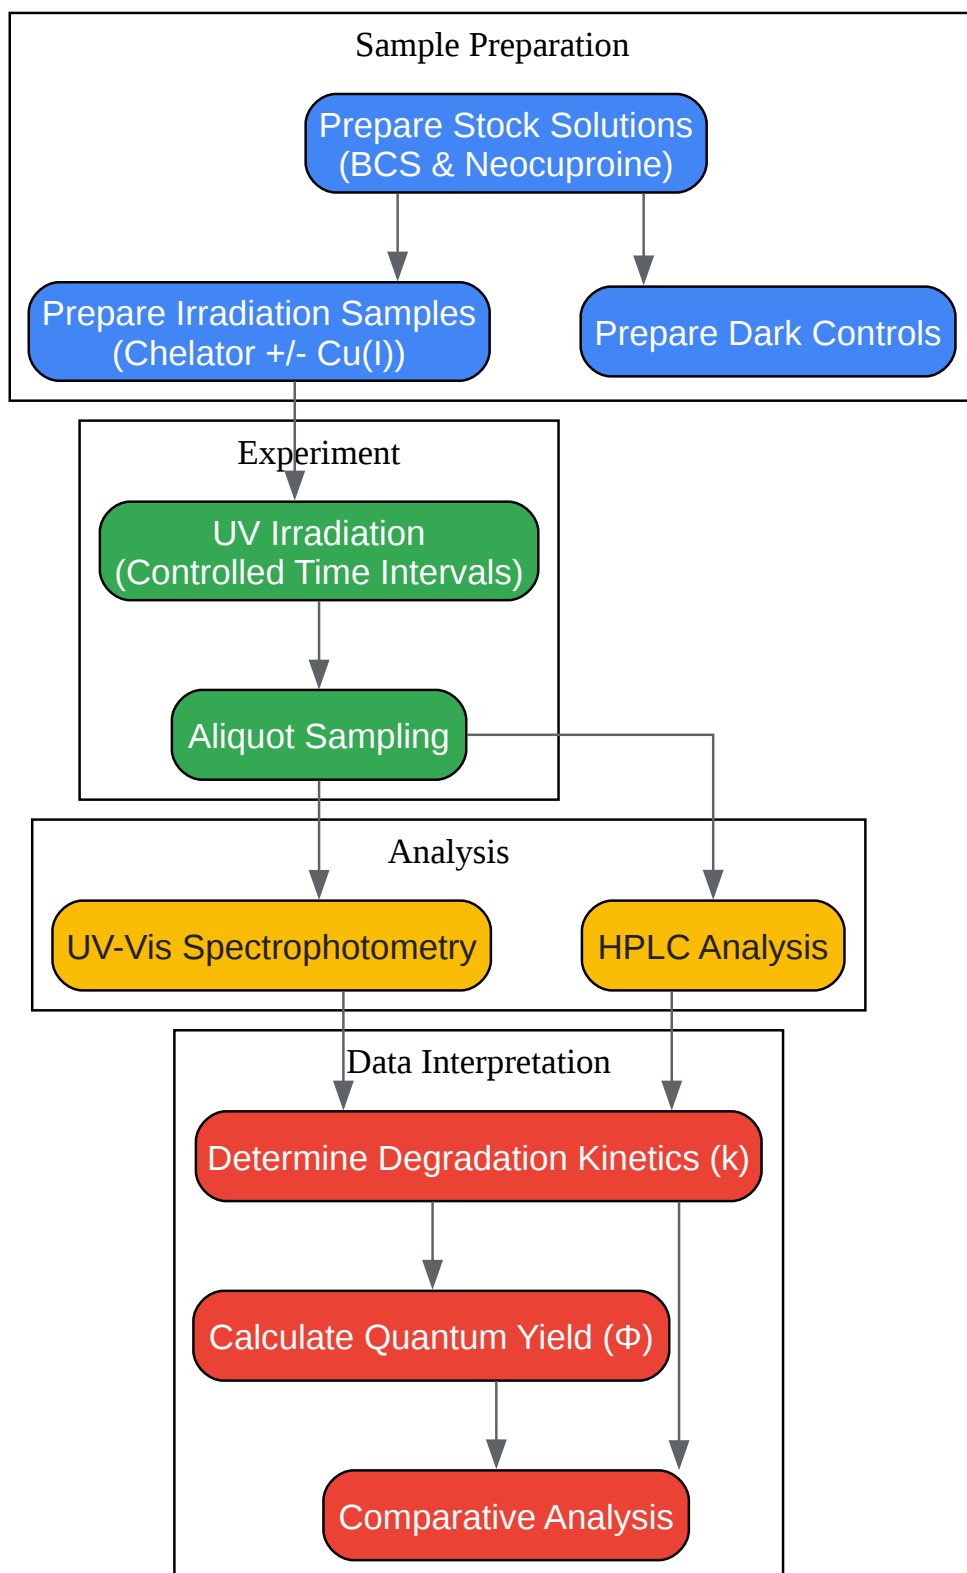 Sample Preparation
Prepare Stock Solutions
(BCS & Neocuproine)
Prepare Irradiation Samples
(Chelator +/- Cu(I))
Prepare Dark Controls
Experiment
UV Irradiation
(Controlled Time Intervals)
Aliquot Sampling
Analysis
UV-Vis Spectrophotometry
HPLC Analysis
Data Interpretation
Determine Degradation Kinetics (k)
Calculate Quantum Yield (Φ)
Comparative Analysis